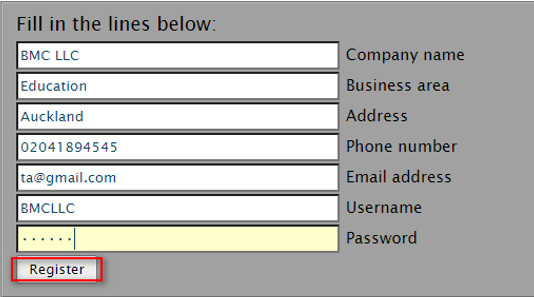 Fill in the lines below:
BMC LLC Company name
Education Business area
Auckland Address
02041894545 Phone number
ta@gmail.com Email address
BMCLLC Username
······ Password
Register